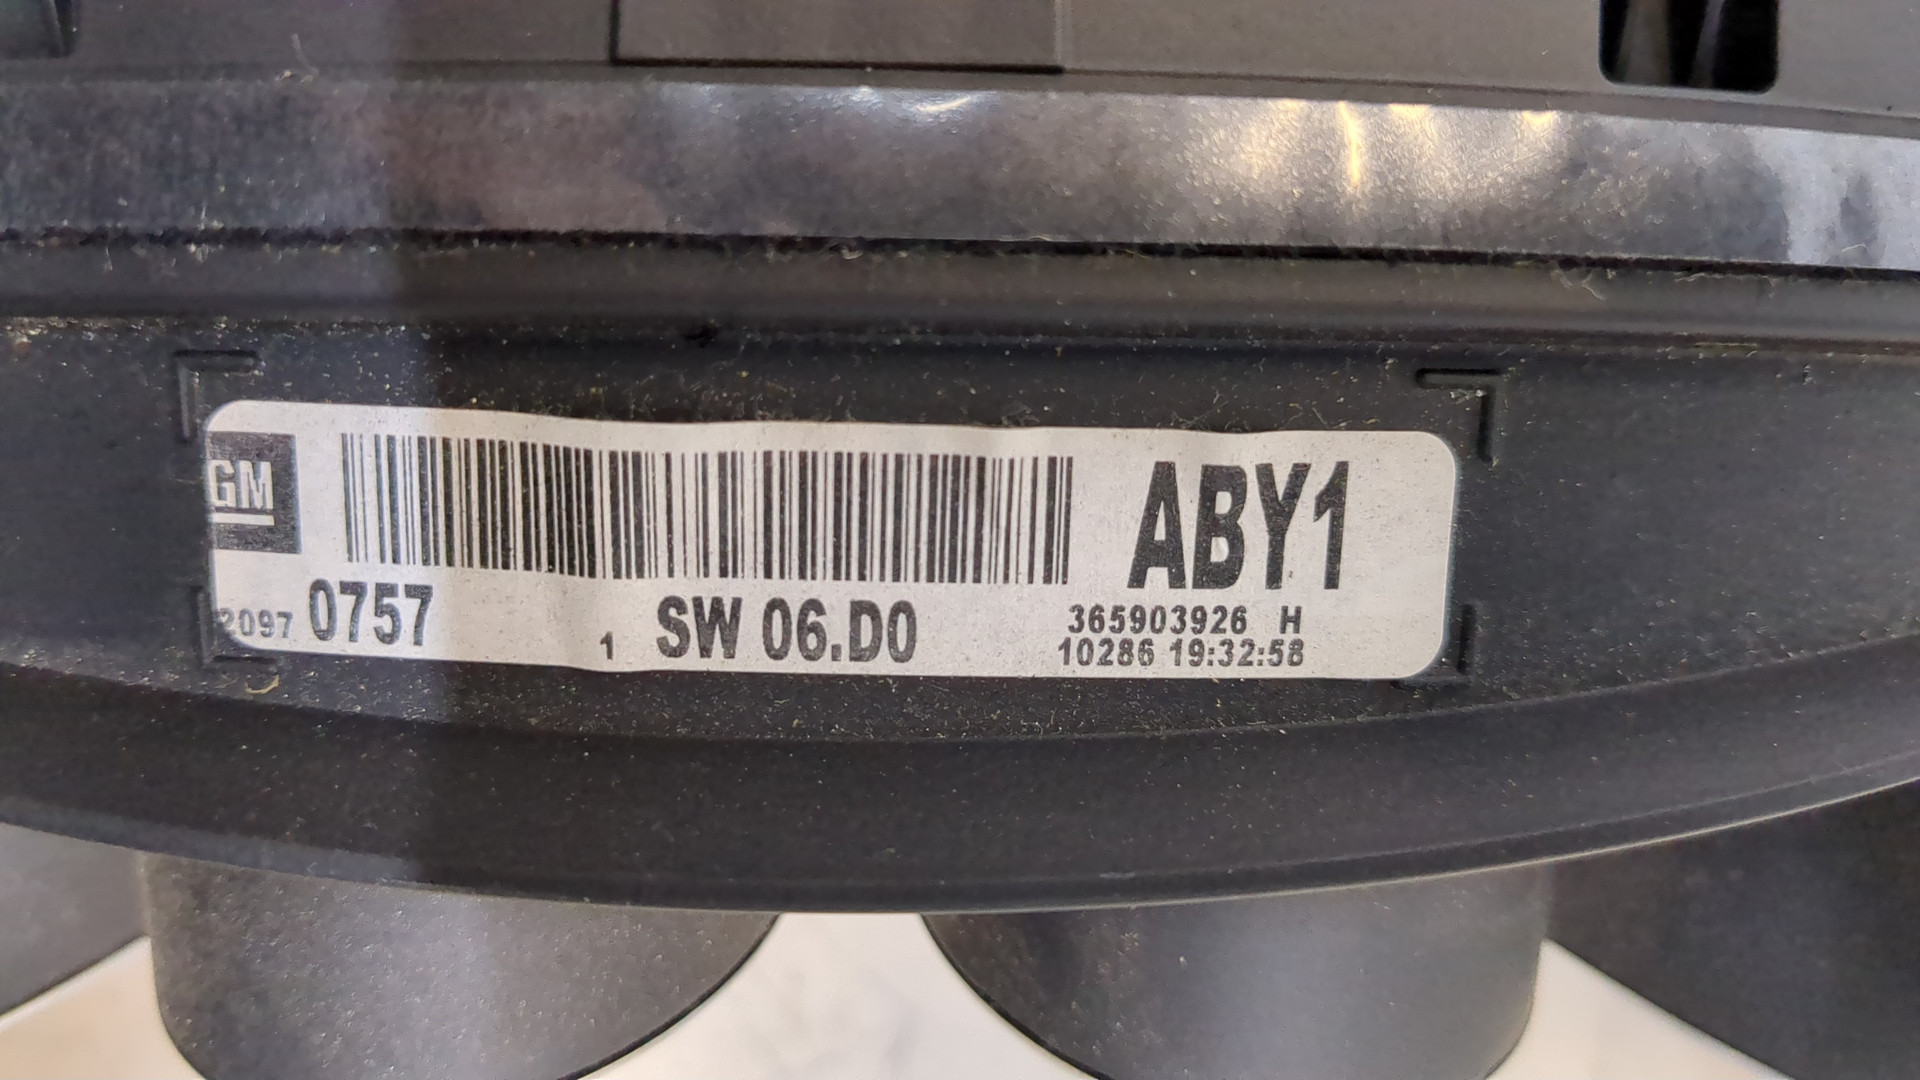 GM
ABY1
2097 0757
1 SW 06.D0
365903926 H
10286 19:32:58